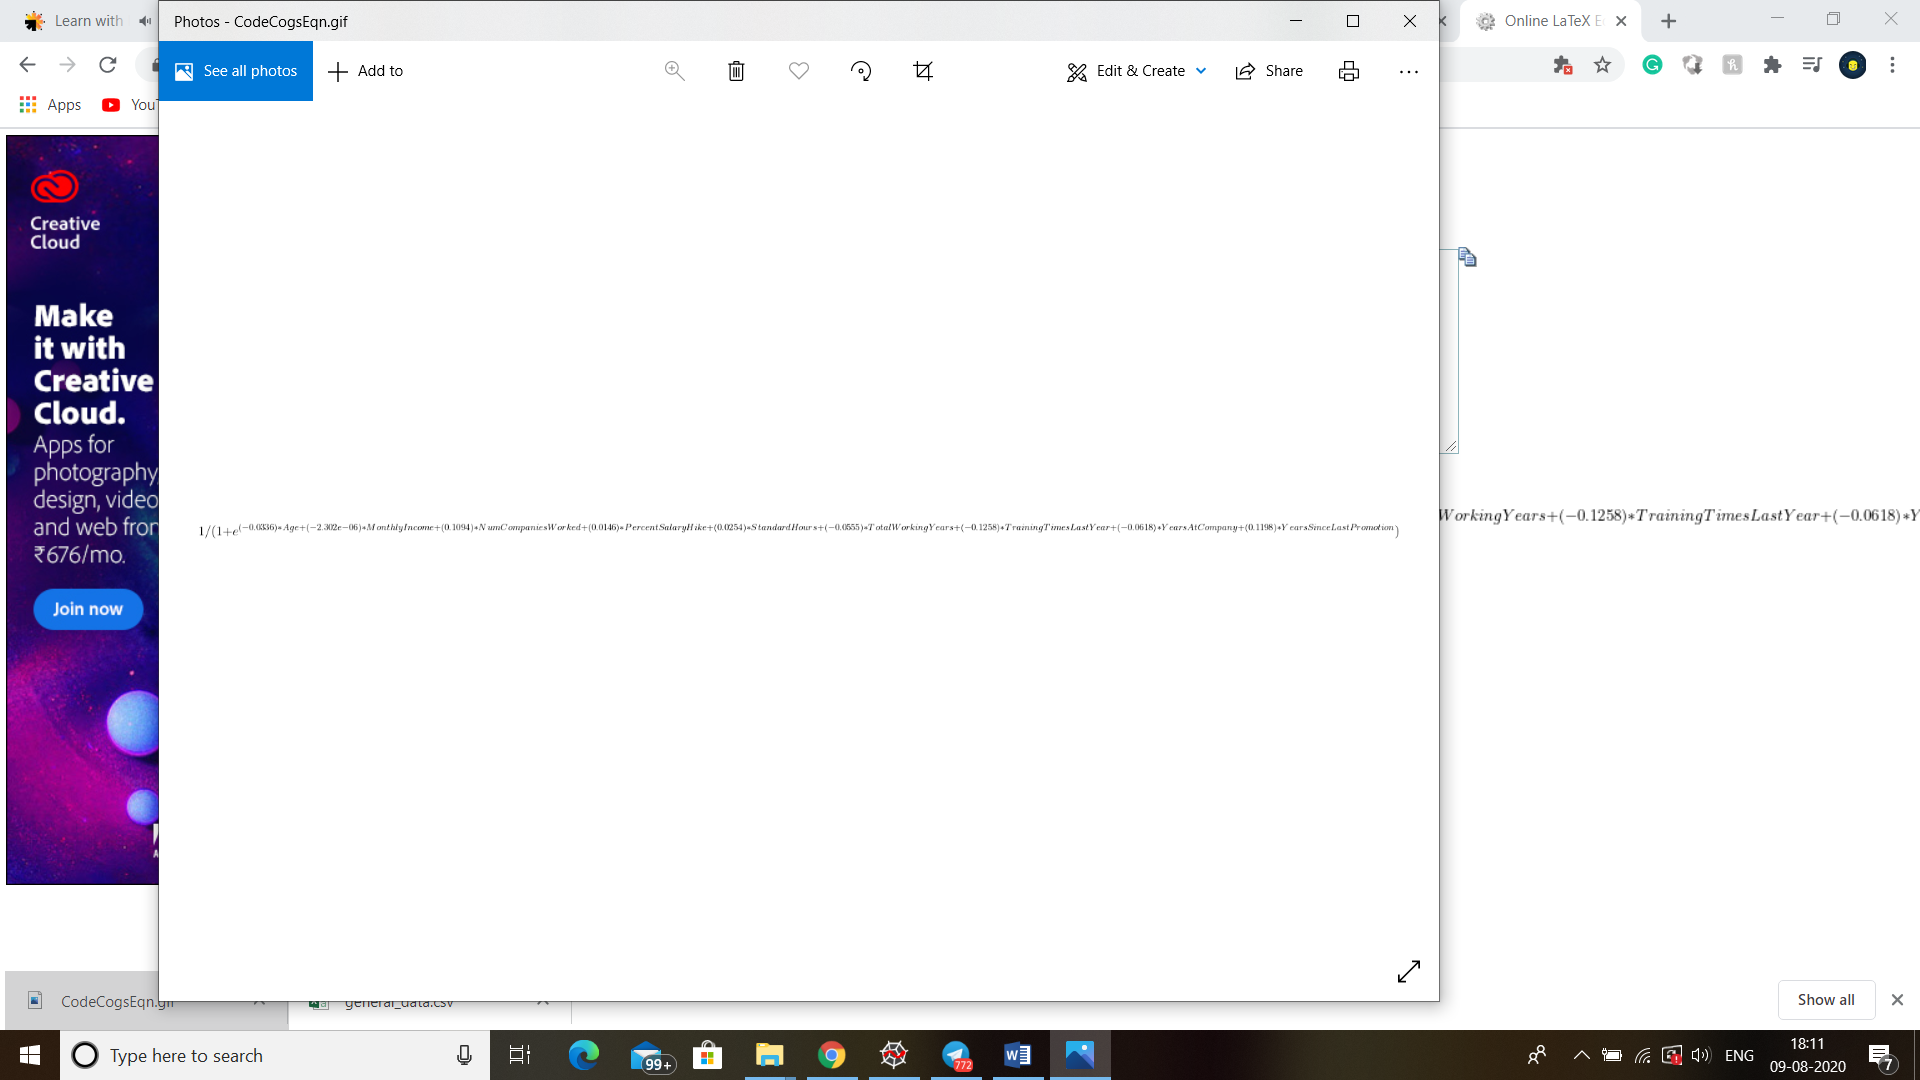 Learn with
Photos - CodeCogsEqn.gif
Online LaTeX E
See all photos
Add to
Edit & Create
Share
Apps
Creative
Cloud
Make
it with
Creative
Cloud.
Apps for
photography,
design, video
and web from
₹676/mo.
Join now
1/(1+e^(−0.0336)∗Age+(−2.302e−06)∗MonthlyIncome+(0.1094)∗NumCompaniesWorked+(0.0146)∗PercentSalaryHike+(0.0254)∗StandardHours+(−0.0555)∗TotalWorkingYears+(−0.1258)∗TrainingTimesLastYear+(−0.0618)∗YearsAtCompany+(0.1198)∗YearsSinceLastPromotion)
WorkingYears+(−0.1258)∗TrainingTimesLastYear+(−0.0618)∗Y
CodeCogsEqn.gif
general_data.csv
Show all
Type here to search
99+
772
ENG
18:11
09-08-2020
7